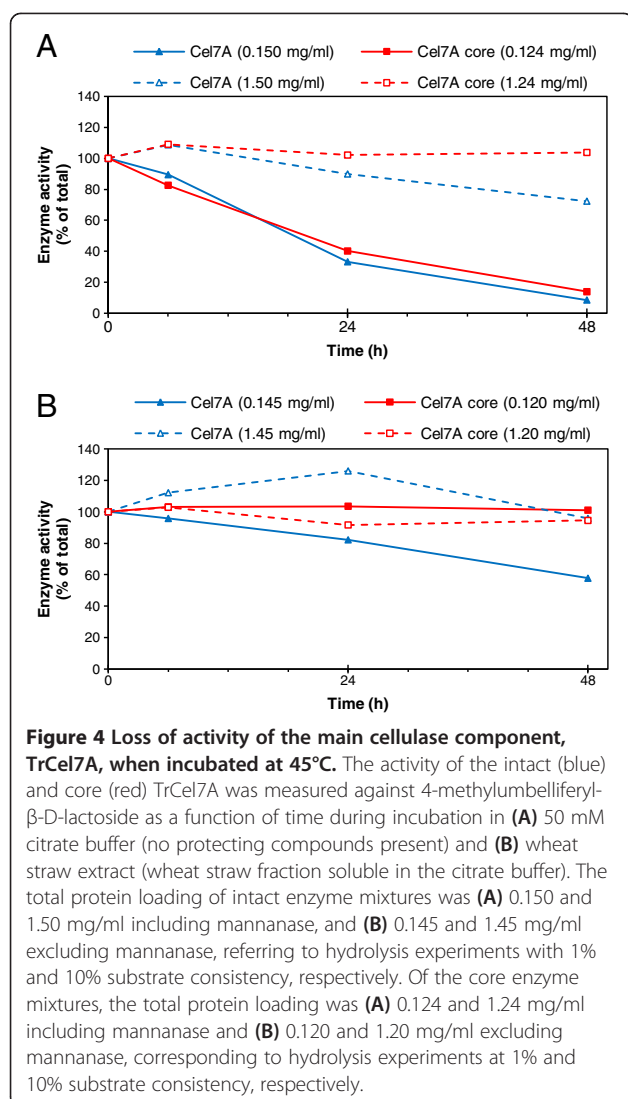 A
Cel7A (0.150 mg/ml) Cel7A core (0.124 mg/ml)
Cel7A (1.50 mg/ml) Cel7A core (1.24 mg/ml)
140
120
100
80
60
40
20
0
Enzyme activity
(% of total)
0 24 48
Time (h)
B
Cel7A (0.145 mg/ml) Cel7A core (0.120 mg/ml)
Cel7A (1.45 mg/ml) Cel7A core (1.20 mg/ml)
140
120
100
80
60
40
20
0
Enzyme activity
(% of total)
0 24 48
Time (h)
Figure 4 Loss of activity of the main cellulase component,
TrCel7A, when incubated at 45°C. The activity of the intact (blue)
and core (red) TrCel7A was measured against 4-methylumbelliferyl-
β-D-lactoside as a function of time during incubation in (A) 50 mM
citrate buffer (no protecting compounds present) and (B) wheat
straw extract (wheat straw fraction soluble in the citrate buffer). The
total protein loading of intact enzyme mixtures was (A) 0.150 and
1.50 mg/ml including mannanase, and (B) 0.145 and 1.45 mg/ml
excluding mannanase, referring to hydrolysis experiments with 1%
and 10% substrate consistency, respectively. Of the core enzyme
mixtures, the total protein loading was (A) 0.124 and 1.24 mg/ml
including mannanase and (B) 0.120 and 1.20 mg/ml excluding
mannanase, corresponding to hydrolysis experiments at 1% and
10% substrate consistency, respectively.